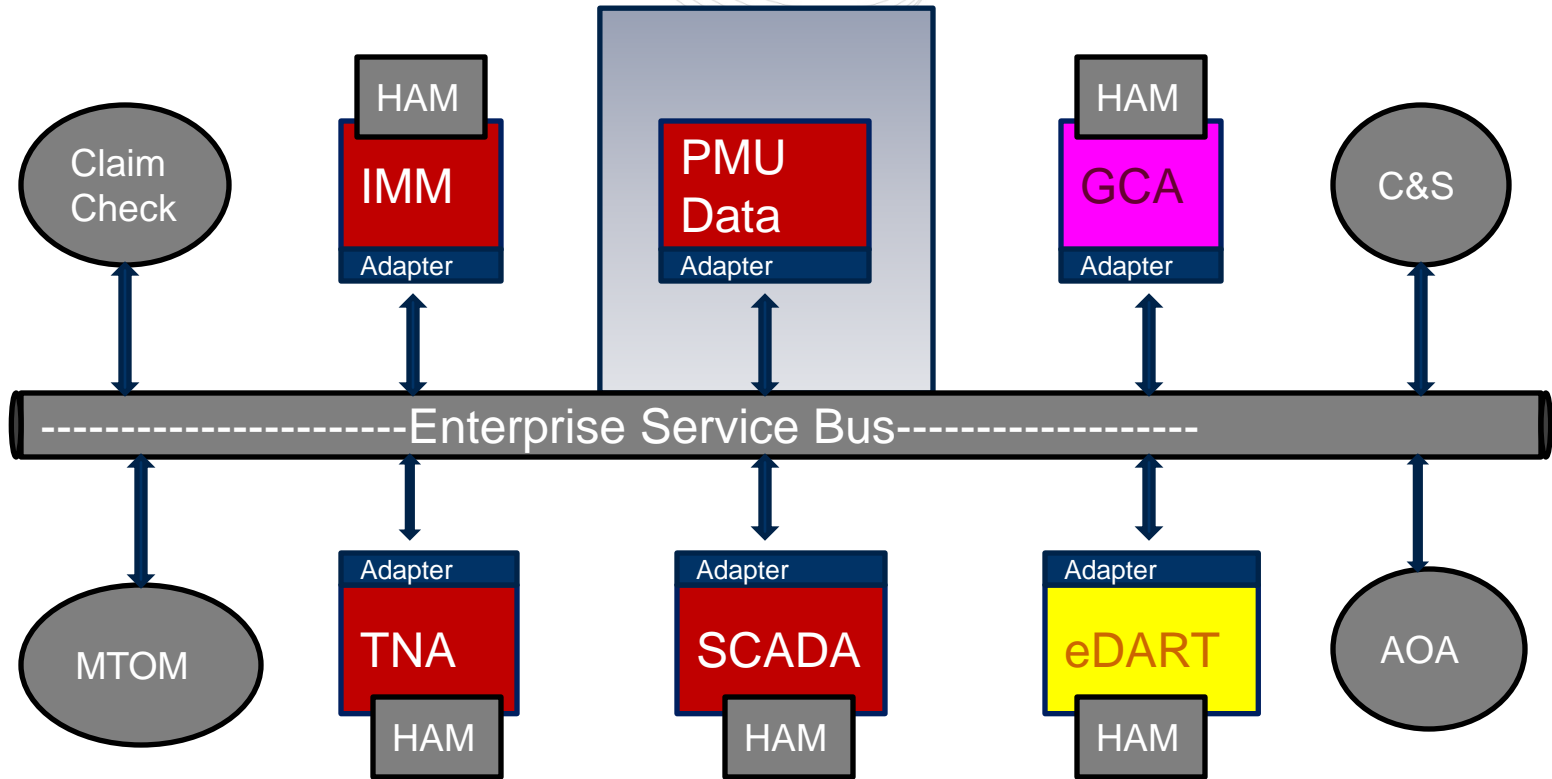 HAM
HAM
Claim
Check
IMM
PMU
Data
GCA
C&S
Adapter
Adapter
Adapter
-----------------------Enterprise Service Bus-------------------
Adapter
Adapter
Adapter
MTOM
TNA
SCADA
eDART
AOA
HAM
HAM
HAM